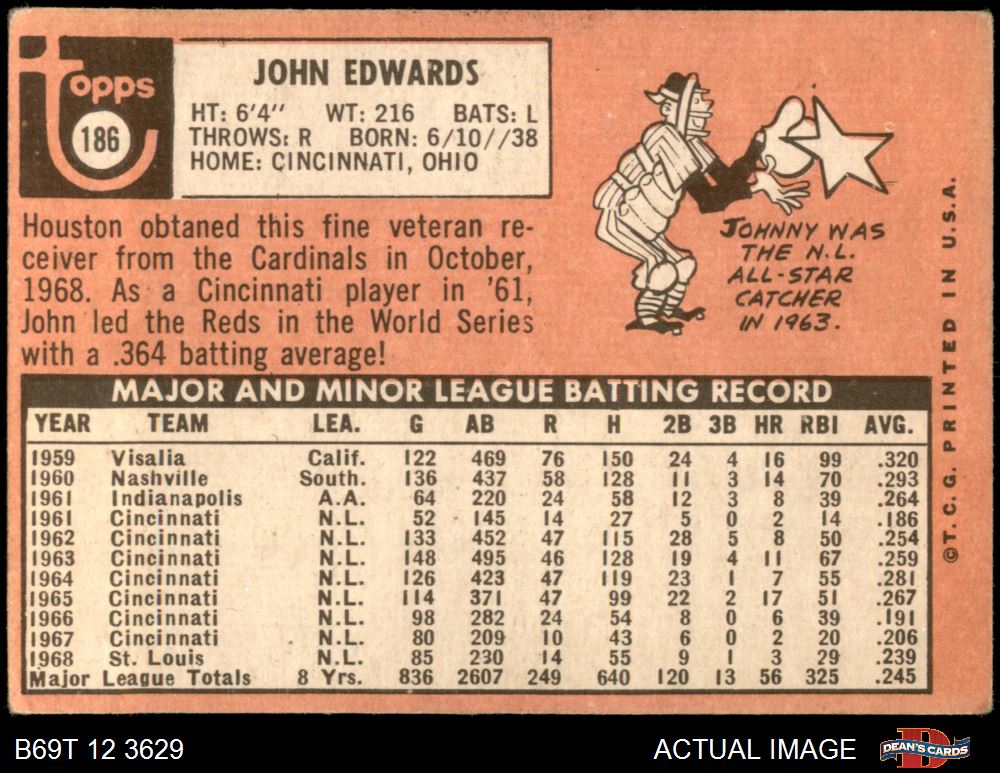 Topps
186
JOHN EDWARDS
HT: 6'4" WT: 216 BATS: L
THROWS: R BORN: 6/10//38
HOME: CINCINNATI, OHIO
Houston obtaned this fine veteran re-
ceiver from the Cardinals in October,
1968. As a Cincinnati player in '61,
John led the Reds in the World Series
with a .364 batting average!
JOHNNY WAS
THE N.L.
ALL-STAR
CATCHER
IN 1963.
MAJOR AND MINOR LEAGUE BATTING RECORD
YEAR TEAM LEA. G AB R H 2B 3B HR RBI AVG.
1959 Visalia Calif. 122 469 76 150 24 4 16 99 .320
1960 Nashville South. 136 437 58 128 11 3 14 70 .293
1961 Indianapolis A.A. 64 220 24 58 12 3 8 39 .264
1961 Cincinnati N.L. 52 145 14 27 5 0 2 14 .186
1962 Cincinnati N.L. 133 452 47 115 28 5 8 50 .254
1963 Cincinnati N.L. 148 495 46 128 19 4 11 67 .259
1964 Cincinnati N.L. 126 423 47 119 23 1 7 55 .281
1965 Cincinnati N.L. 114 371 47 99 22 2 17 51 .267
1966 Cincinnati N.L. 98 282 24 54 8 0 6 39 .191
1967 Cincinnati N.L. 80 209 10 43 6 0 2 20 .206
1968 St. Louis N.L. 85 230 14 55 9 1 3 29 .239
Major League Totals 8 Yrs. 836 2607 249 640 120 13 56 325 .245
©T.C.G. PRINTED IN U.S.A.
B69T 12 3629 ACTUAL IMAGE
DEAN'S CARDS